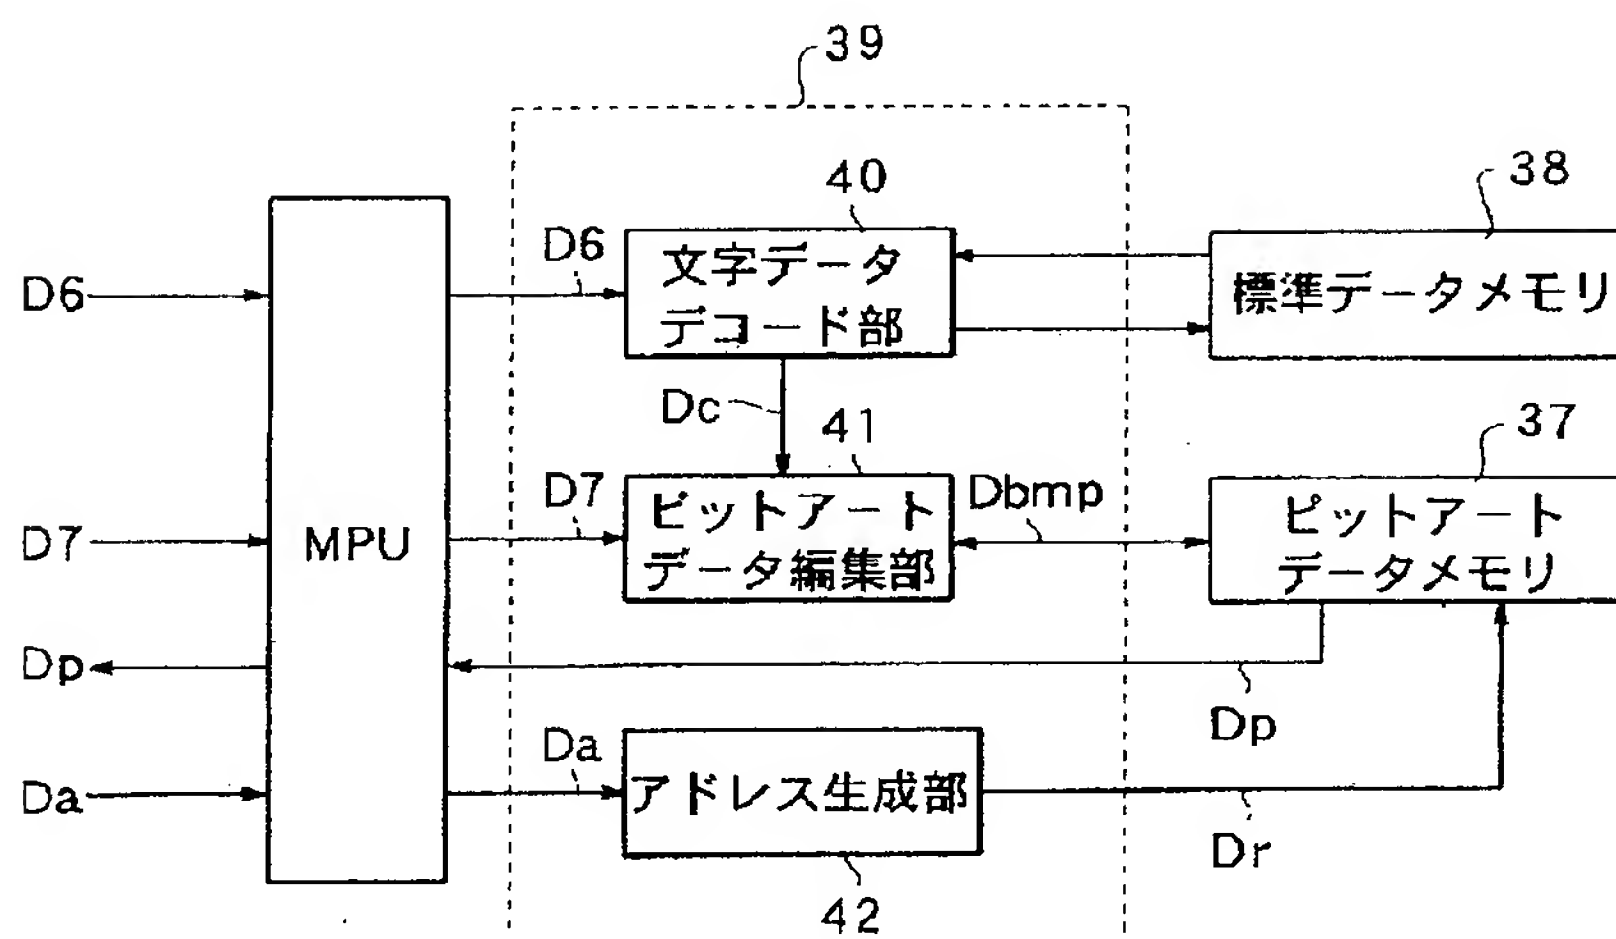 39
40
38
D6
D6
文字データ
デコード部
標準データメモリ
Dc
41
37
D7
D7
MPU
ピットアート
データ編集部
Dbmp
ピットアート
データメモリ
Dp
Dp
Da
Da
アドレス生成部
Dr
42